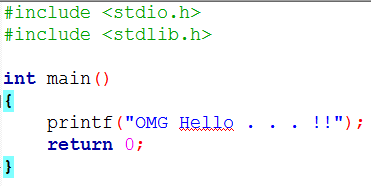 #include <stdio.h>
#include <stdlib.h>

int main()
{
    printf("OMG Hello . . . !!");
    return 0;
}